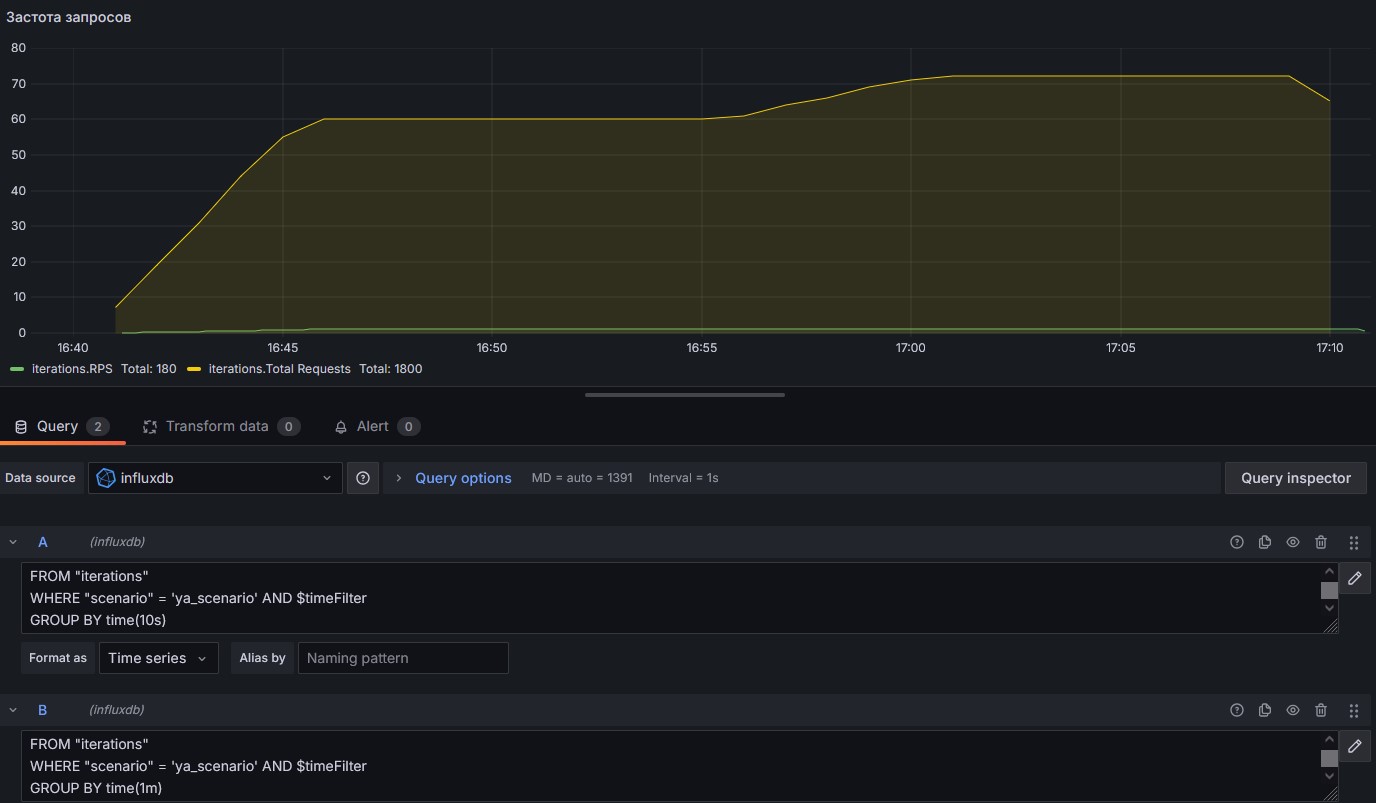 Застота запросов
80
70
60
50
40
30
20
10
0
16:40 16:45 16:50 16:55 17:00 17:05 17:10
iterations.RPS Total: 180 iterations.Total Requests Total: 1800
Query 2 Transform data 0 Alert 0
Data source influxdb Query options MD = auto = 1391 Interval = 1s Query inspector
A (influxdb)
FROM "iterations"
WHERE "scenario" = 'ya_scenario' AND $timeFilter
GROUP BY time(10s)
Format as Time series Alias by Naming pattern
B (influxdb)
FROM "iterations"
WHERE "scenario" = 'ya_scenario' AND $timeFilter
GROUP BY time(1m)